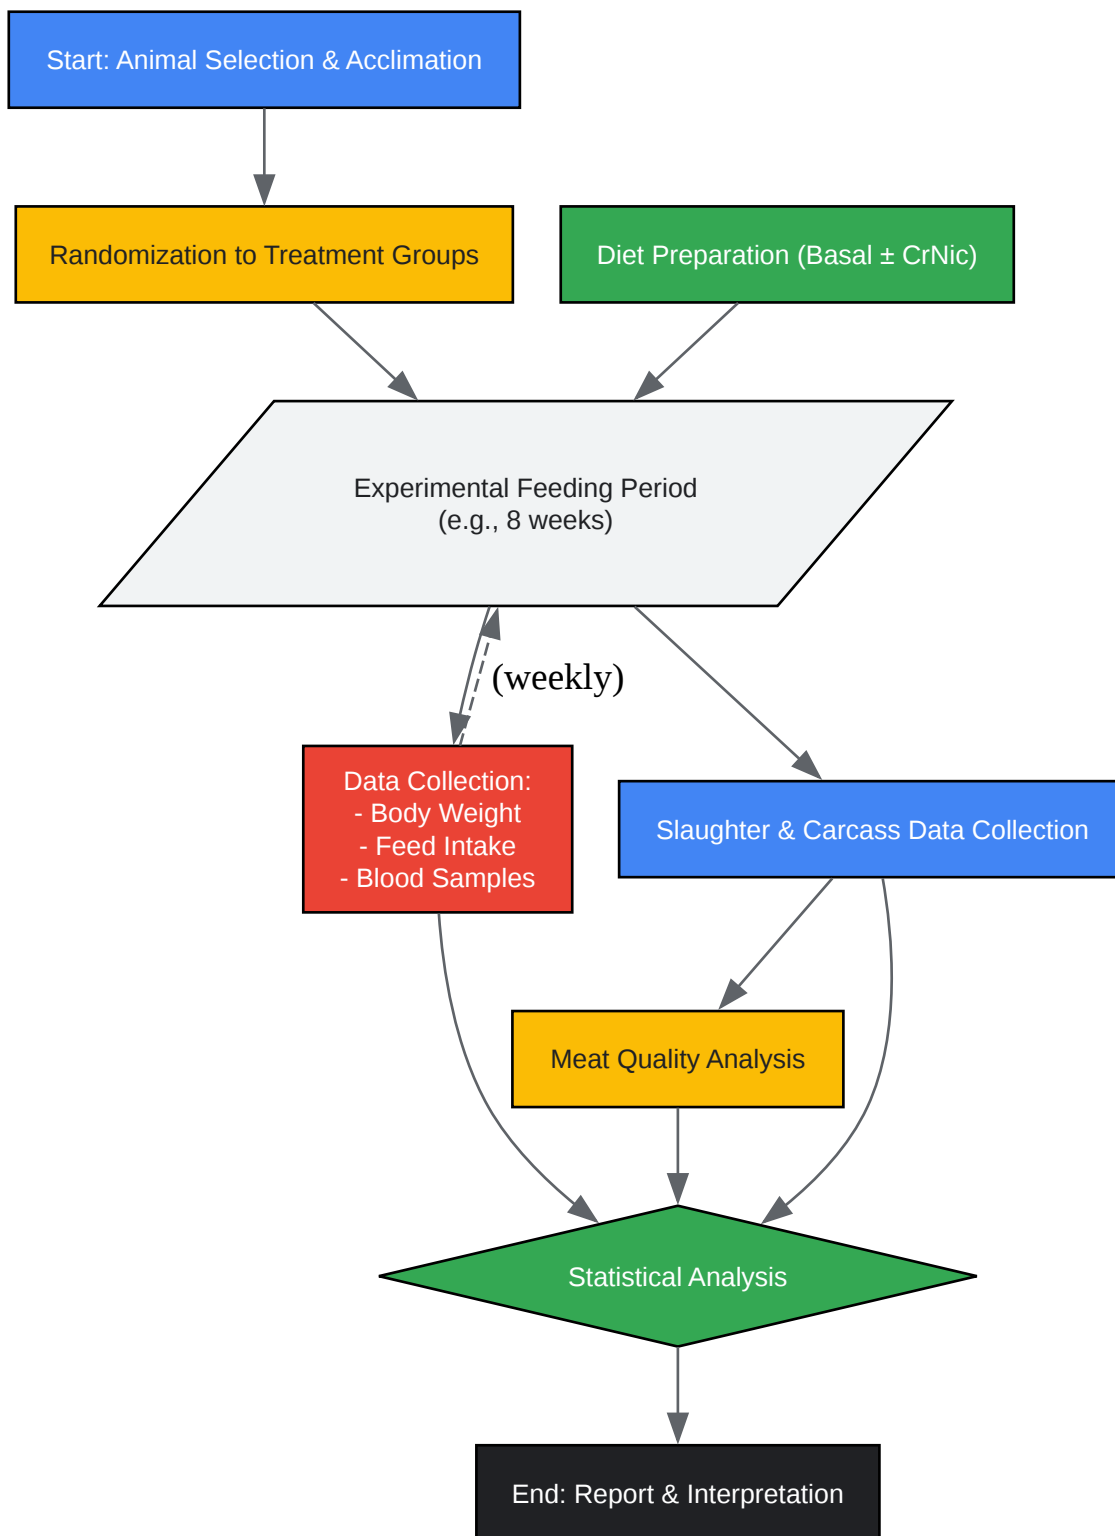 Start: Animal Selection & Acclimation
Randomization to Treatment Groups
Diet Preparation (Basal ± CrNic)
Experimental Feeding Period
(e.g., 8 weeks)
(weekly)
Data Collection:
- Body Weight
- Feed Intake
- Blood Samples
Slaughter & Carcass Data Collection
Meat Quality Analysis
Statistical Analysis
End: Report & Interpretation